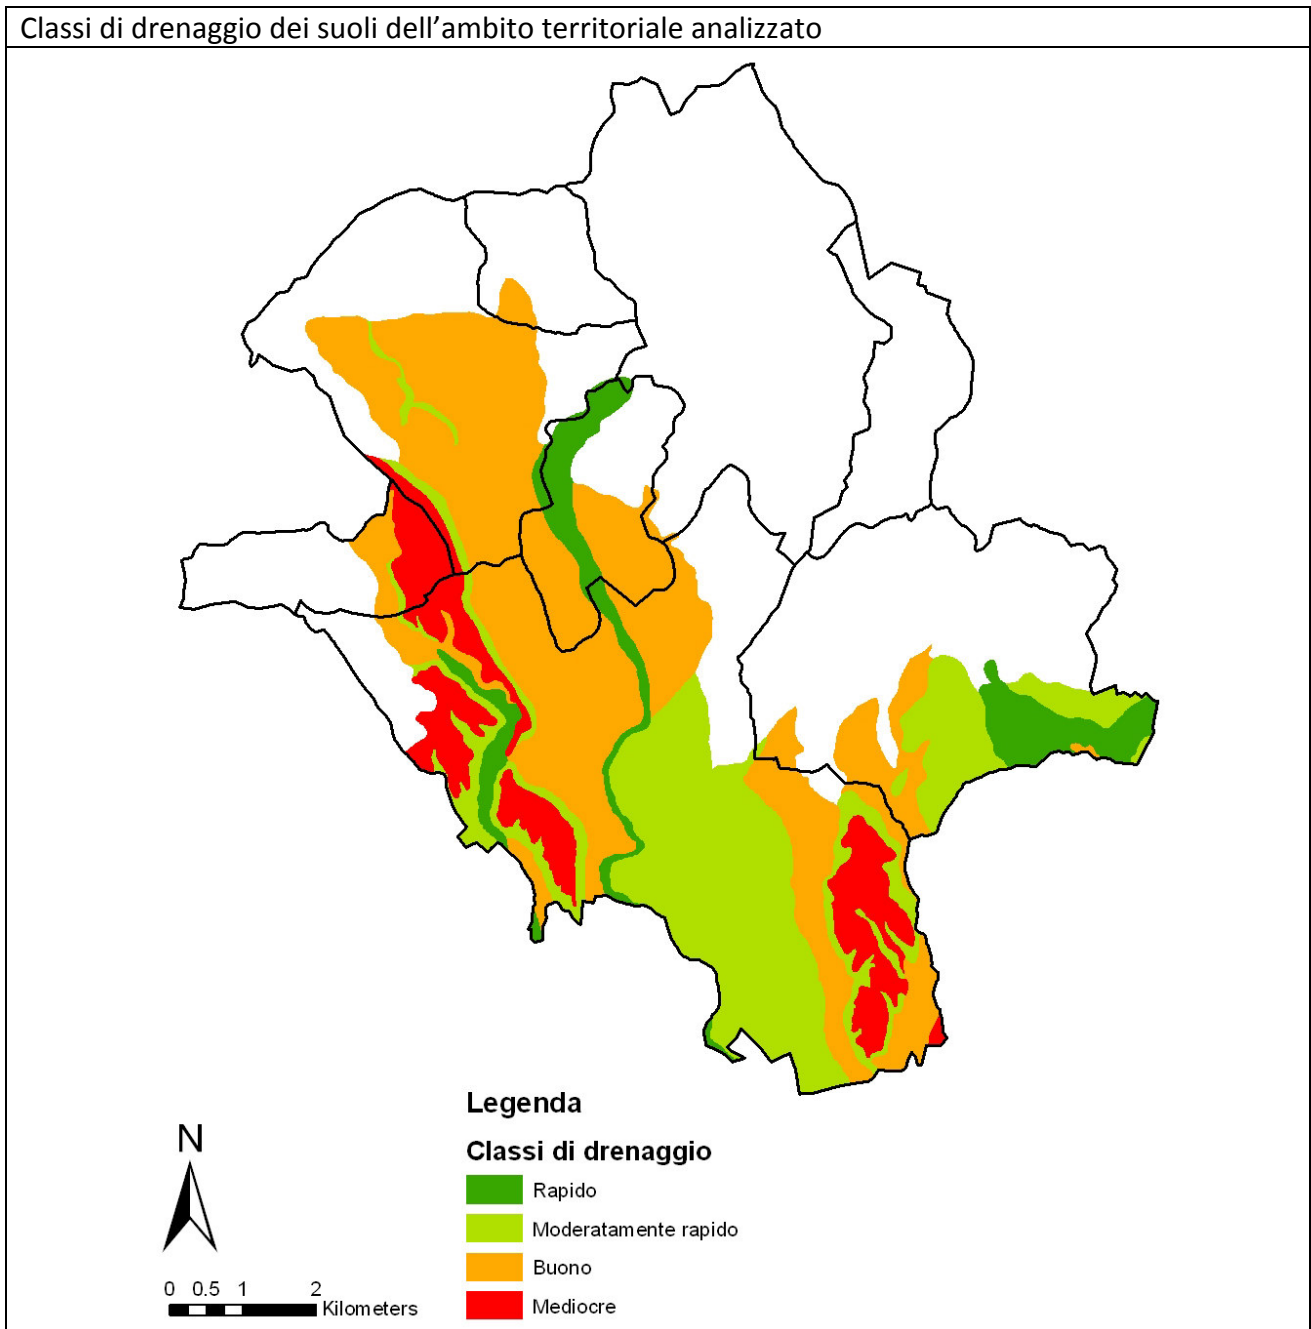 Classi di drenaggio dei suoli dell’ambito territoriale analizzato
Legenda
Classi di drenaggio
Rapido
Moderatamente rapido
Buono
Mediocre
N
0 0.5 1 2
Kilometers